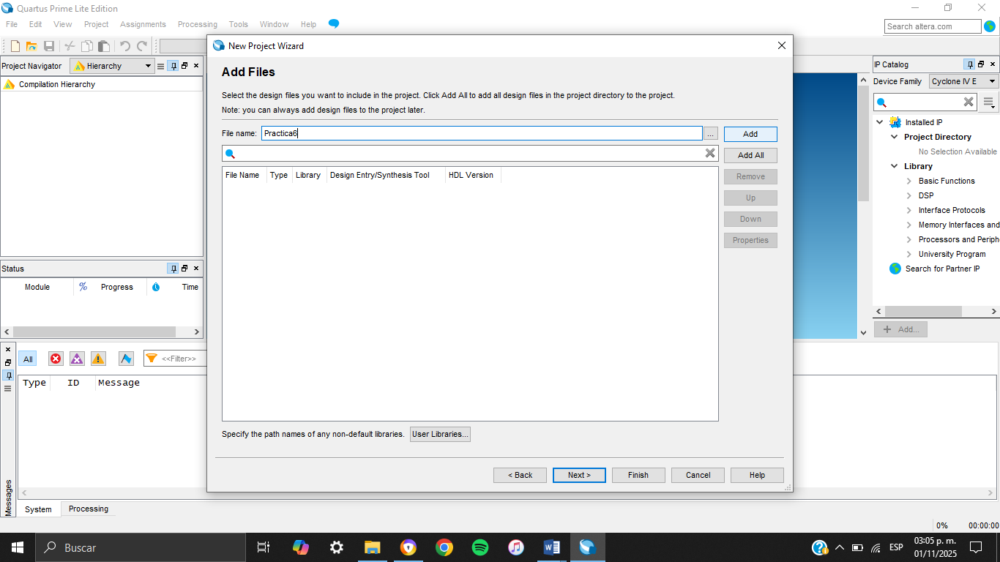 Quartus Prime Lite Edition
File Edit View Project Assignments Processing Tools Window Help
Search altera.com
Project Navigator Hierarchy
Compilation Hierarchy
Status
Module % Progress Time
New Project Wizard
Add Files
Select the design files you want to include in the project. Click Add All to add all design files in the project directory to the project.
Note: you can always add design files to the project later.
File name: Practica6 ... Add
Add All
File Name Type Library Design Entry/Synthesis Tool HDL Version
Remove
Up
Down
Properties
Specify the path names of any non-default libraries. User Libraries...
< Back Next > Finish Cancel Help
IP Catalog
Device Family Cyclone IV E
Installed IP
Project Directory
No Selection Available
Library
Basic Functions
DSP
Interface Protocols
Memory Interfaces and
Processors and Periph
University Program
Search for Partner IP
+ Add...
All <<Filter>>
Type ID Message
Messages
System Processing
0% 00:00:00
Buscar
ESP
03:05 p. m.
01/11/2025